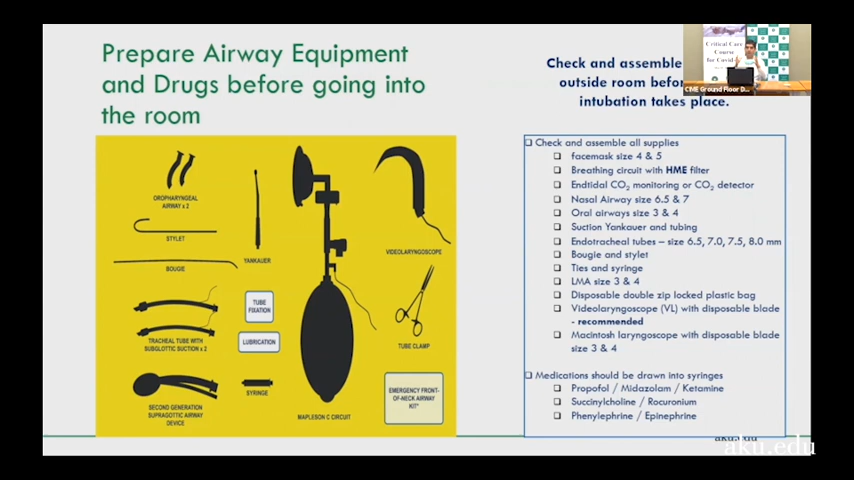 Prepare Airway Equipment
and Drugs before going into
the room
Check and assemble
outside room befor
intubation takes place.
Critical Care
Course
for Covid
CME Ground Floor D...
OROPHARYNGEAL
AIRWAY x 2
STYLET
BOUGIE
YANKAUER
VIDEOLARYNGOSCOPE
TUBE
FIXATION
TRACHEAL TUBE WITH
SUBGLOTTIC SUCTION x 2
LUBRICATION
TUBE CLAMP
SECOND GENERATION
SUPRAGLOTTIC AIRWAY
DEVICE
SYRINGE
MAPLESON C CIRCUIT
EMERGENCY FRONT-
OF-NECK AIRWAY
KIT*
Check and assemble all supplies
facemask size 4 & 5
Breathing circuit with HME filter
Endtidal CO₂ monitoring or CO₂ detector
Nasal Airway size 6.5 & 7
Oral airways size 3 & 4
Suction Yankauer and tubing
Endotracheal tubes – size 6.5, 7.0, 7.5, 8.0 mm
Bougie and stylet
Ties and syringe
LMA size 3 & 4
Disposable double zip locked plastic bag
Videolaryngoscope (VL) with disposable blade
- recommended
Macintosh laryngoscope with disposable blade
size 3 & 4
Medications should be drawn into syringes
Propofol / Midazolam / Ketamine
Succinylcholine / Rocuronium
Phenylephrine / Epinephrine
aku.edu
aku.edu